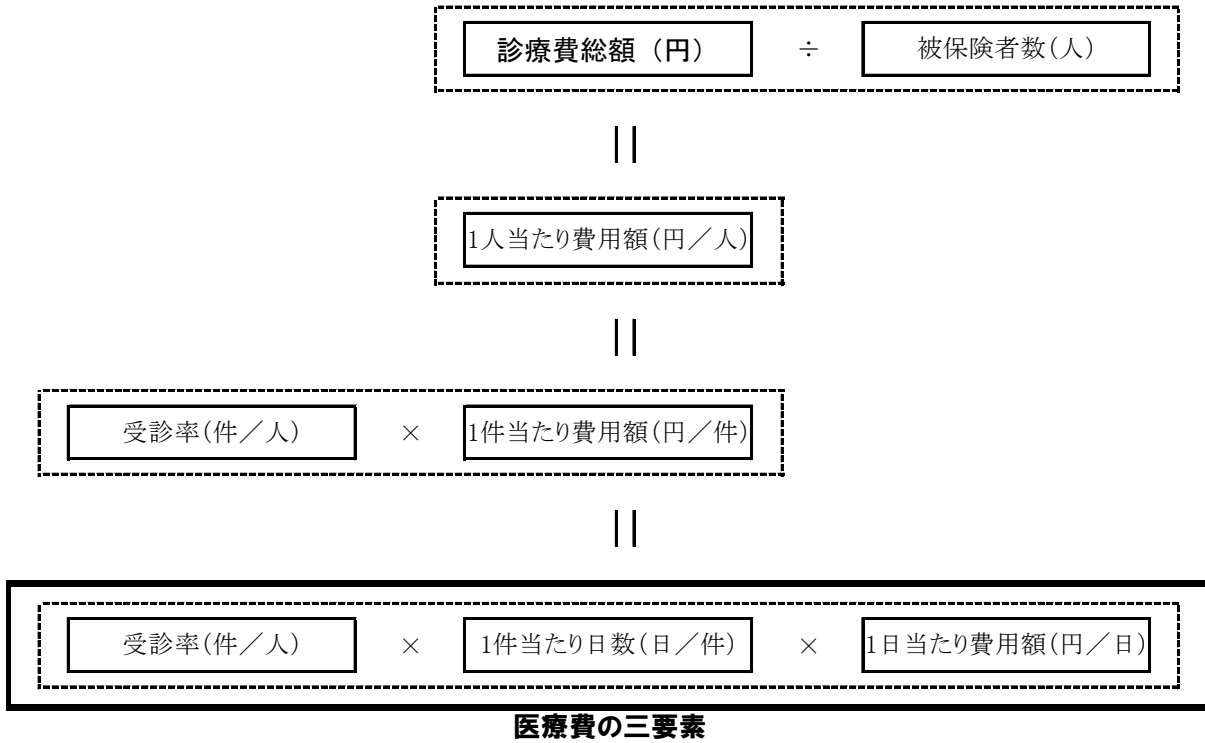 診療費総額（円） ÷ 被保険者数（人）
||
1人当たり費用額（円／人）
||
受診率（件／人） × 1件当たり費用額（円／件）
||
受診率（件／人） × 1件当たり日数（日／件） × 1日当たり費用額（円／日）
医療費の三要素